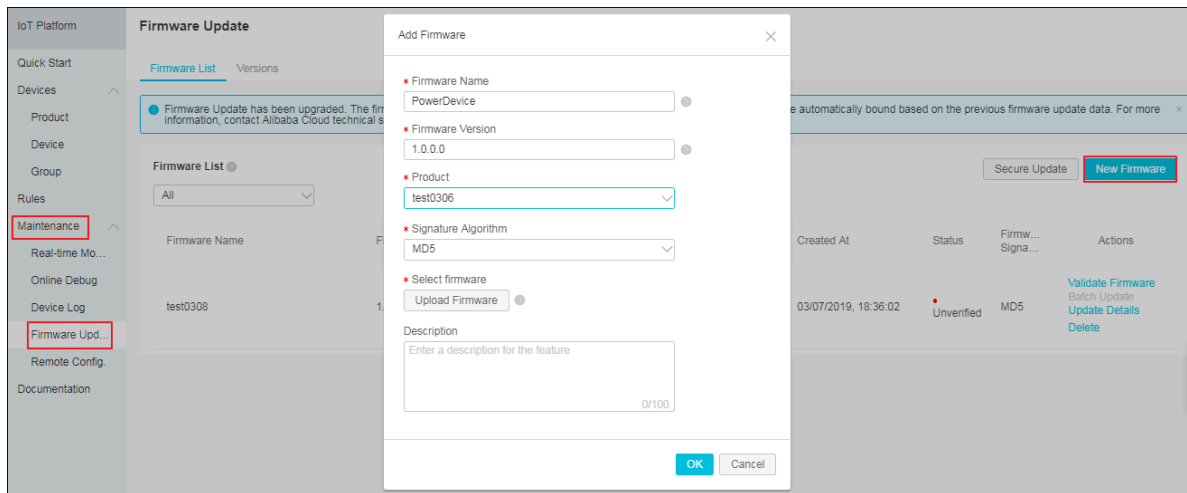 IoT Platform
Quick Start
Devices
Product
Device
Group
Rules
Maintenance
Real-time Mo...
Online Debug
Device Log
Firmware Upd...
Remote Config.
Documentation
Firmware Update
Firmware List
Versions
Firmware Update has been upgraded. The fir
information, contact Alibaba Cloud technical s
e automatically bound based on the previous firmware update data. For more
Firmware List
All
Secure Update
New Firmware
Firmware Name
Created At
Status
Firmw...
Signa...
Actions
test0308
1.
03/07/2019, 18:36:02
Unverified
MD5
Validate Firmware
Batch Update
Update Details
Delete
Add Firmware
* Firmware Name
PowerDevice
* Firmware Version
1.0.0.0
* Product
test0306
* Signature Algorithm
MD5
* Select firmware
Upload Firmware
Description
Enter a description for the feature
0/100
OK
Cancel